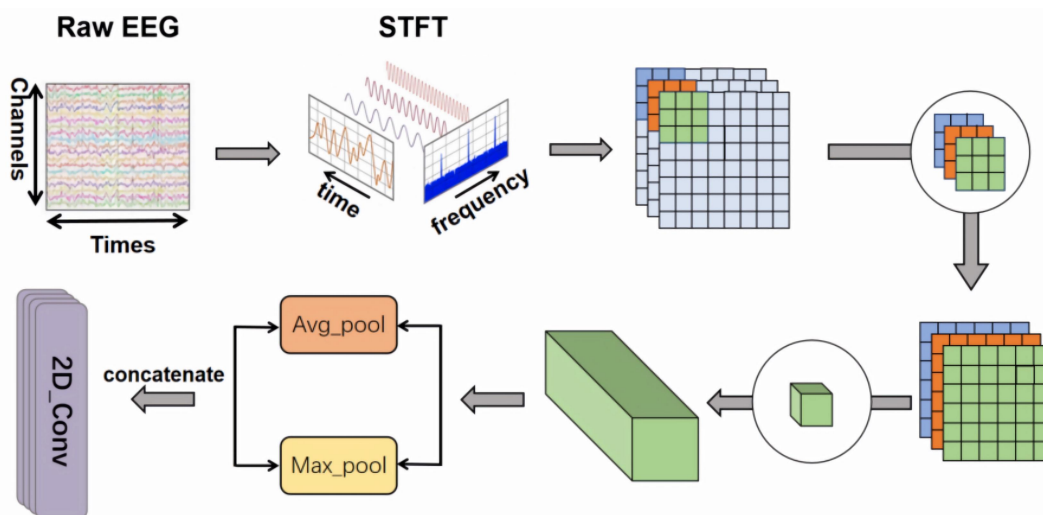 Raw EEG
STFT
Channels
Times
time
frequency
Avg_pool
Max_pool
concatenate
2D_Conv